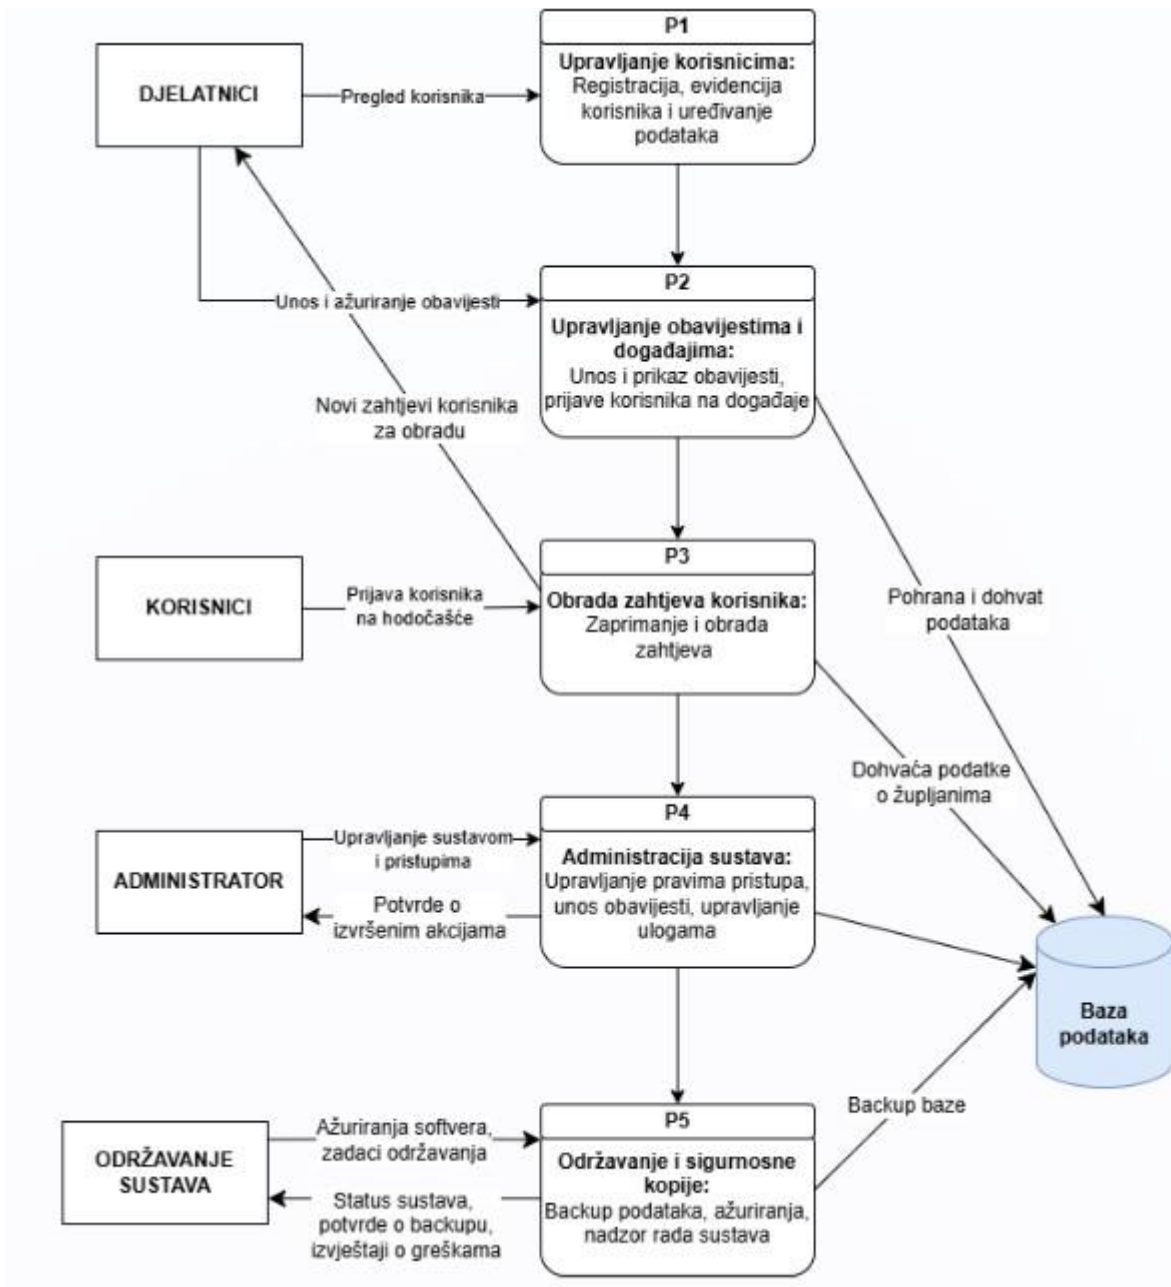 P1
Upravljanje korisnicima:
Registracija, evidencija
korisnika i uređivanje
podataka
DJELATNICI
Pregled korisnika
P2
Unos i ažuriranje obavijesti
Upravljanje obavijestima i
događajima:
Unos i prikaz obavijesti,
prijave korisnika na događaje
Novi zahtjevi korisnika
za obradu
P3
KORISNICI
Prijava korisnika
na hodočašće
Obrada zahtjeva korisnika:
Zaprimanje i obrada
zahtjeva
Pohrana i dohvat
podataka
Dohvaća podatke
o župljanima
P4
ADMINISTRATOR
Upravljanje sustavom
i pristupima
Potvrde o
izvršenim akcijama
Administracija sustava:
Upravljanje pravima pristupa,
unos obavijesti, upravljanje
ulogama
Baza
podataka
Backup baze
P5
ODRŽAVANJE
SUSTAVA
Ažuriranja softvera,
zadaci održavanja
Status sustava,
potvrde o backupu,
izvještaji o greškama
Održavanje i sigurnosne
kopije:
Backup podataka, ažuriranja,
nadzor rada sustava